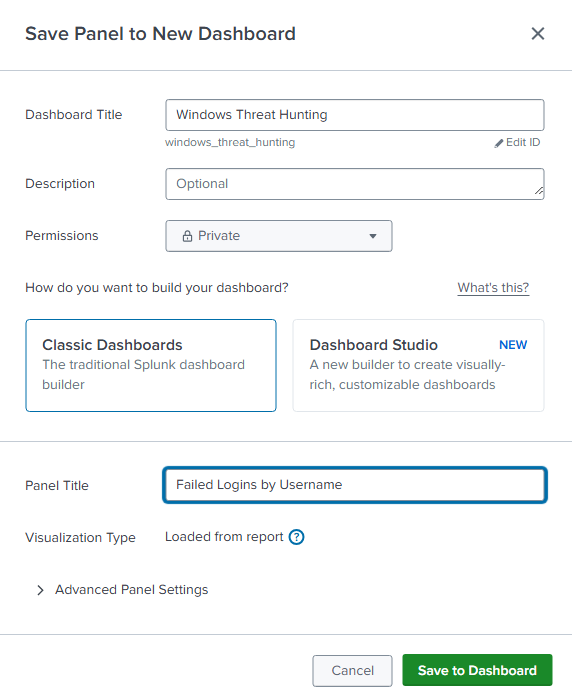 Save Panel to New Dashboard
Dashboard Title
Windows Threat Hunting
windows_threat_hunting
Edit ID
Description
Optional
Permissions
Private
How do you want to build your dashboard?
What's this?
Classic Dashboards
The traditional Splunk dashboard
builder
Dashboard Studio
NEW
A new builder to create visually-
rich, customizable dashboards
Panel Title
Failed Logins by Username
Visualization Type
Loaded from report ?
Advanced Panel Settings
Cancel
Save to Dashboard